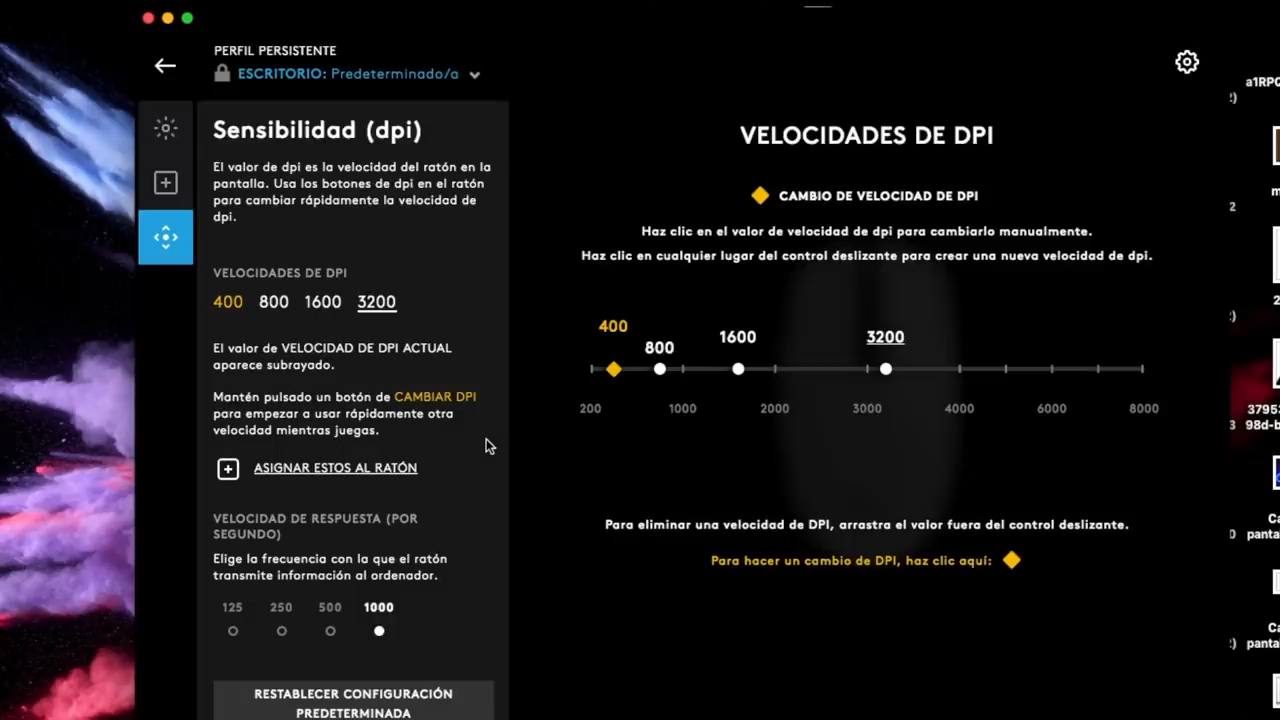 PERFIL PERSISTENTE
ESCRITORIO: Predeterminado/a
Sensibilidad (dpi)
El valor de dpi es la velocidad del ratón en la
pantalla. Usa los botones de dpi en el ratón
para cambiar rápidamente la velocidad de
dpi.
VELOCIDADES DE DPI
400 800 1600 3200
El valor de VELOCIDAD DE DPI ACTUAL
aparece subrayado.
Mantén pulsado un botón de CAMBIAR DPI
para empezar a usar rápidamente otra
velocidad mientras juegas.
ASIGNAR ESTOS AL RATÓN
VELOCIDAD DE RESPUESTA (POR
SEGUNDO)
Elige la frecuencia con la que el ratón
transmite información al ordenador.
125 250 500 1000
RESTABLECER CONFIGURACIÓN
PREDETERMINADA
VELOCIDADES DE DPI
CAMBIO DE VELOCIDAD DE DPI
Haz clic en el valor de velocidad de dpi para cambiarlo manualmente.
Haz clic en cualquier lugar del control deslizante para crear una nueva velocidad de dpi.
400 800 1600 3200
200 1000 2000 3000 4000 6000 8000
Para eliminar una velocidad de DPI, arrastra el valor fuera del control deslizante.
Para hacer un cambio de DPI, haz clic aquí:
a1RPC
37953
98d-b
Ca
panta
Ca
panta